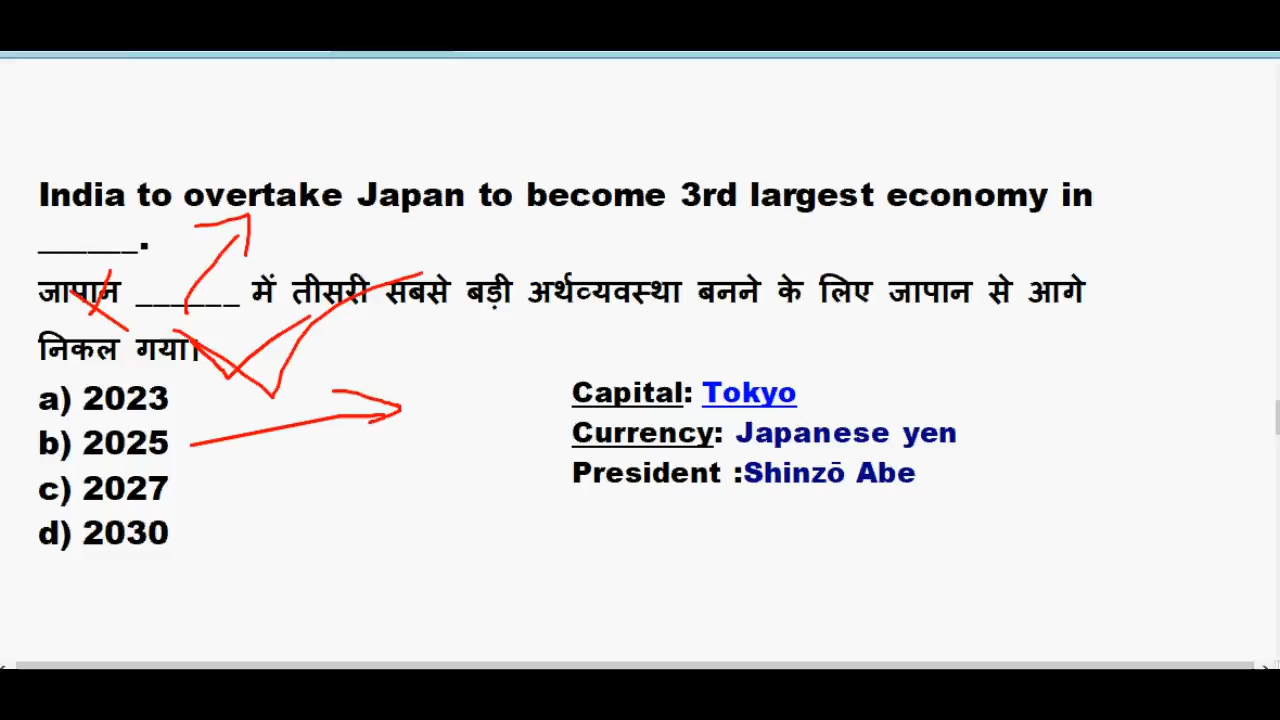 India to overtake Japan to become 3rd largest economy in
______.
जापान ______ में तीसरी सबसे बड़ी अर्थव्यवस्था बनने के लिए जापान से आगे
निकल गया।
a) 2023
b) 2025
c) 2027
d) 2030
Capital: Tokyo
Currency: Japanese yen
President :Shinzō Abe